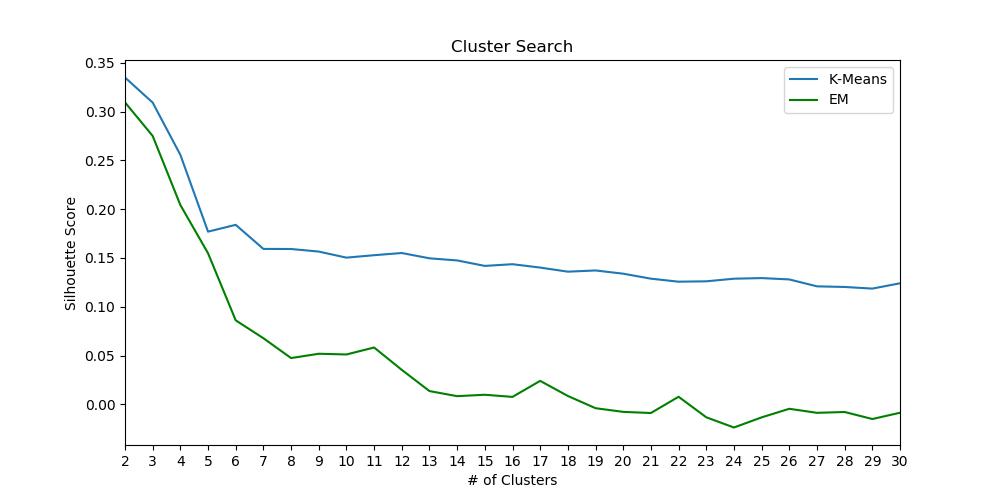 Cluster Search
K-Means
EM
Silhouette Score
0.35
0.30
0.25
0.20
0.15
0.10
0.05
0.00
2 3 4 5 6 7 8 9 10 11 12 13 14 15 16 17 18 19 20 21 22 23 24 25 26 27 28 29 30
# of Clusters